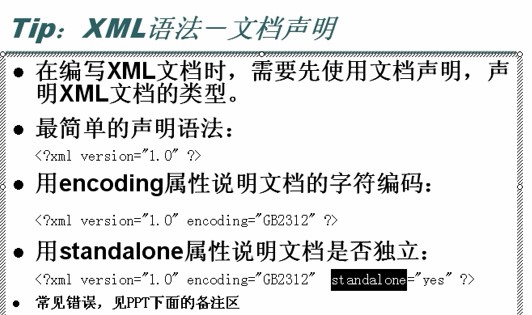 Tip：XML语法－文档声明
在编写XML文档时，需要先使用文档声明，声
明XML文档的类型。
最简单的声明语法：
<?xml version="1.0" ?>
用encoding属性说明文档的字符编码：
<?xml version="1.0" encoding="GB2312" ?>
用standalone属性说明文档是否独立：
<?xml version="1.0" encoding="GB2312" standalone="yes" ?>
常见错误，见PPT下面的备注区